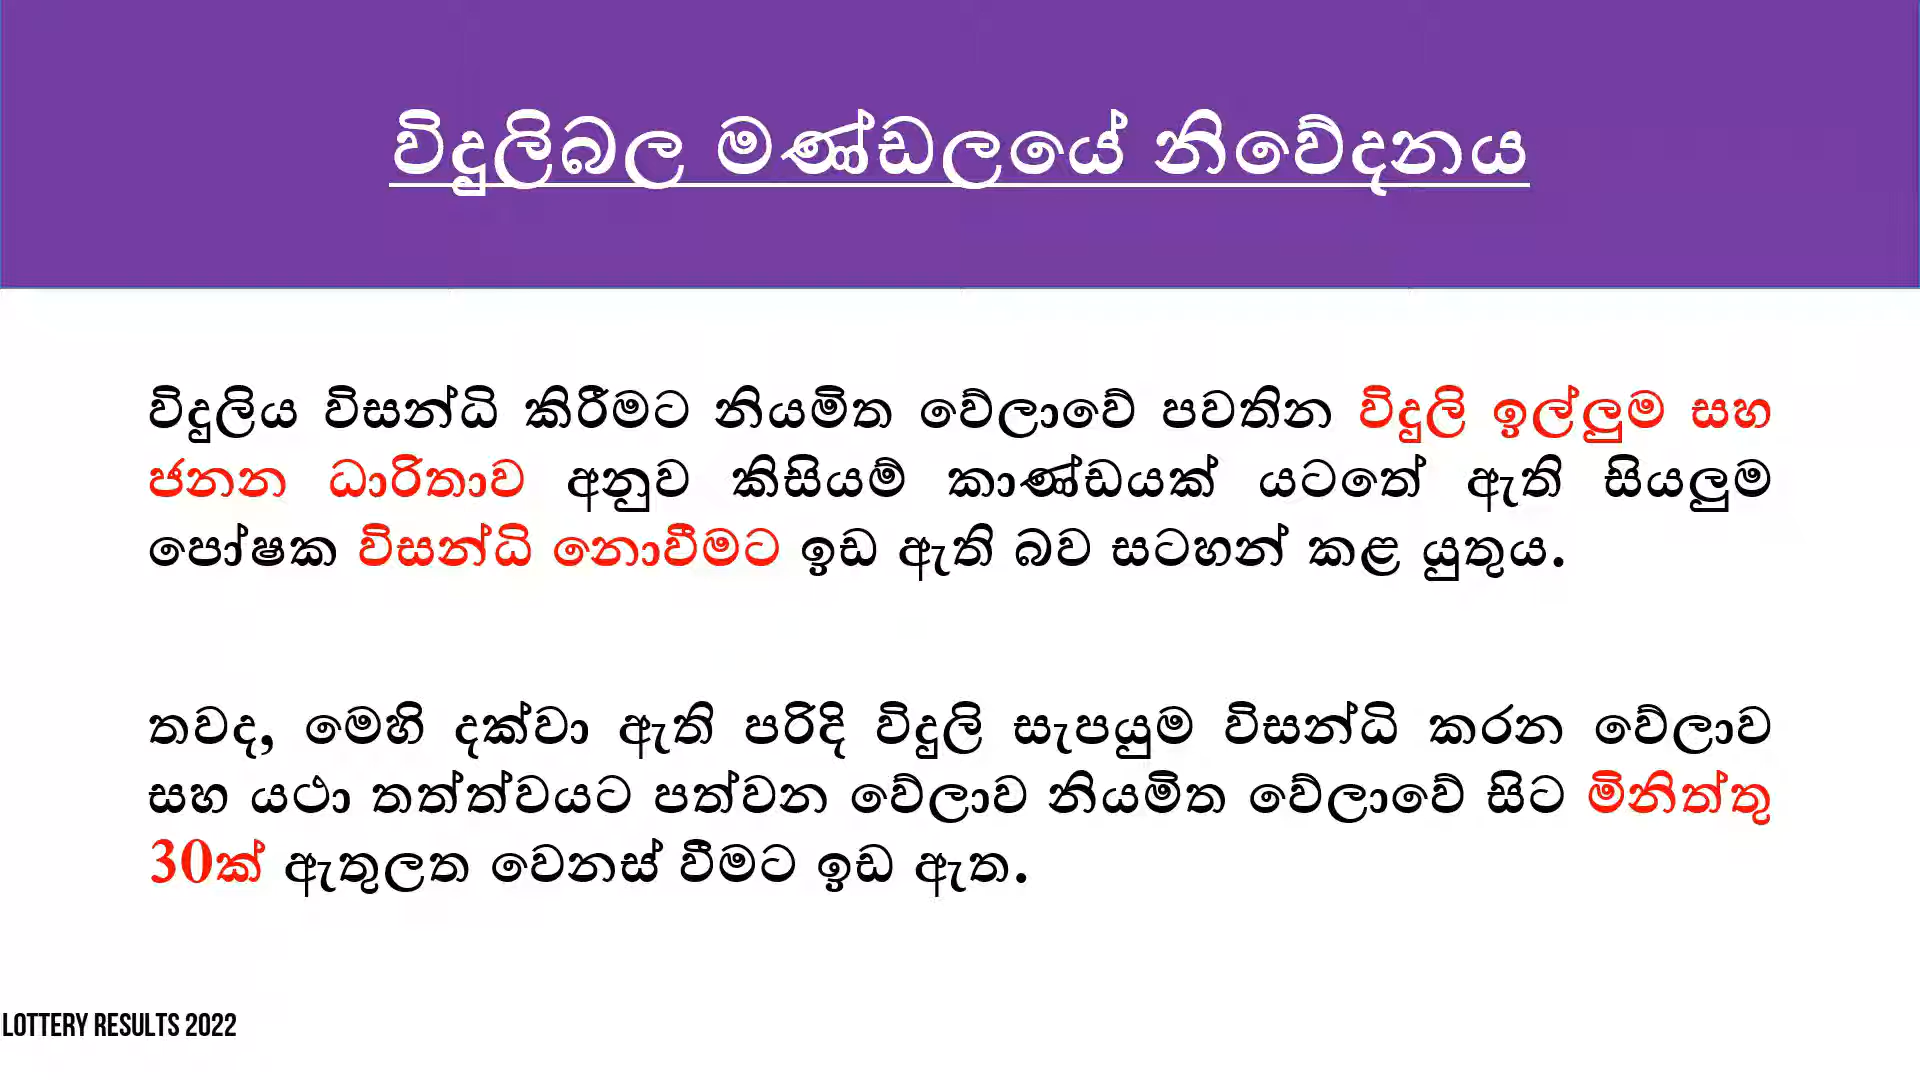 විදුලිබල මණ්ඩලයේ නිවේදනය
විදුලිය විසන්ධි කිරීමට නියමිත වේලාවේ පවතින විදුලි ඉල්ලුම සහ
ජනන ධාරිතාව අනුව කිසියම් කාණ්ඩයක් යටතේ ඇති සියලුම
පෝෂක විසන්ධි නොවීමට ඉඩ ඇති බව සටහන් කළ යුතුය.
තවද, මෙහි දක්වා ඇති පරිදි විදුලි සැපයුම විසන්ධි කරන වේලාව
සහ යථා තත්ත්වයට පත්වන වේලාව නියමිත වේලාවේ සිට මිනිත්තු
30ක් ඇතුලත වෙනස් වීමට ඉඩ ඇත.
LOTTERY RESULTS 2022